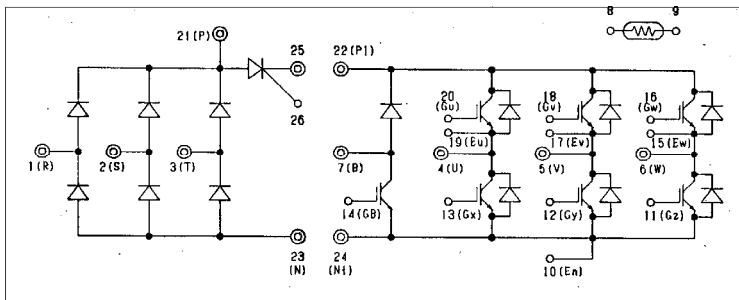 21(P)
25
22(P1)
8
9
26
20
(Gu)
18
(Gv)
16
(Gw)
19(Eu)
17(Ev)
15(Ew)
1(R)
2(S)
3(T)
7(B)
4(U)
5(V)
6(W)
14(GB)
13(Gx)
12(Gy)
11(Gz)
23
(N)
24
(N1)
10(En)